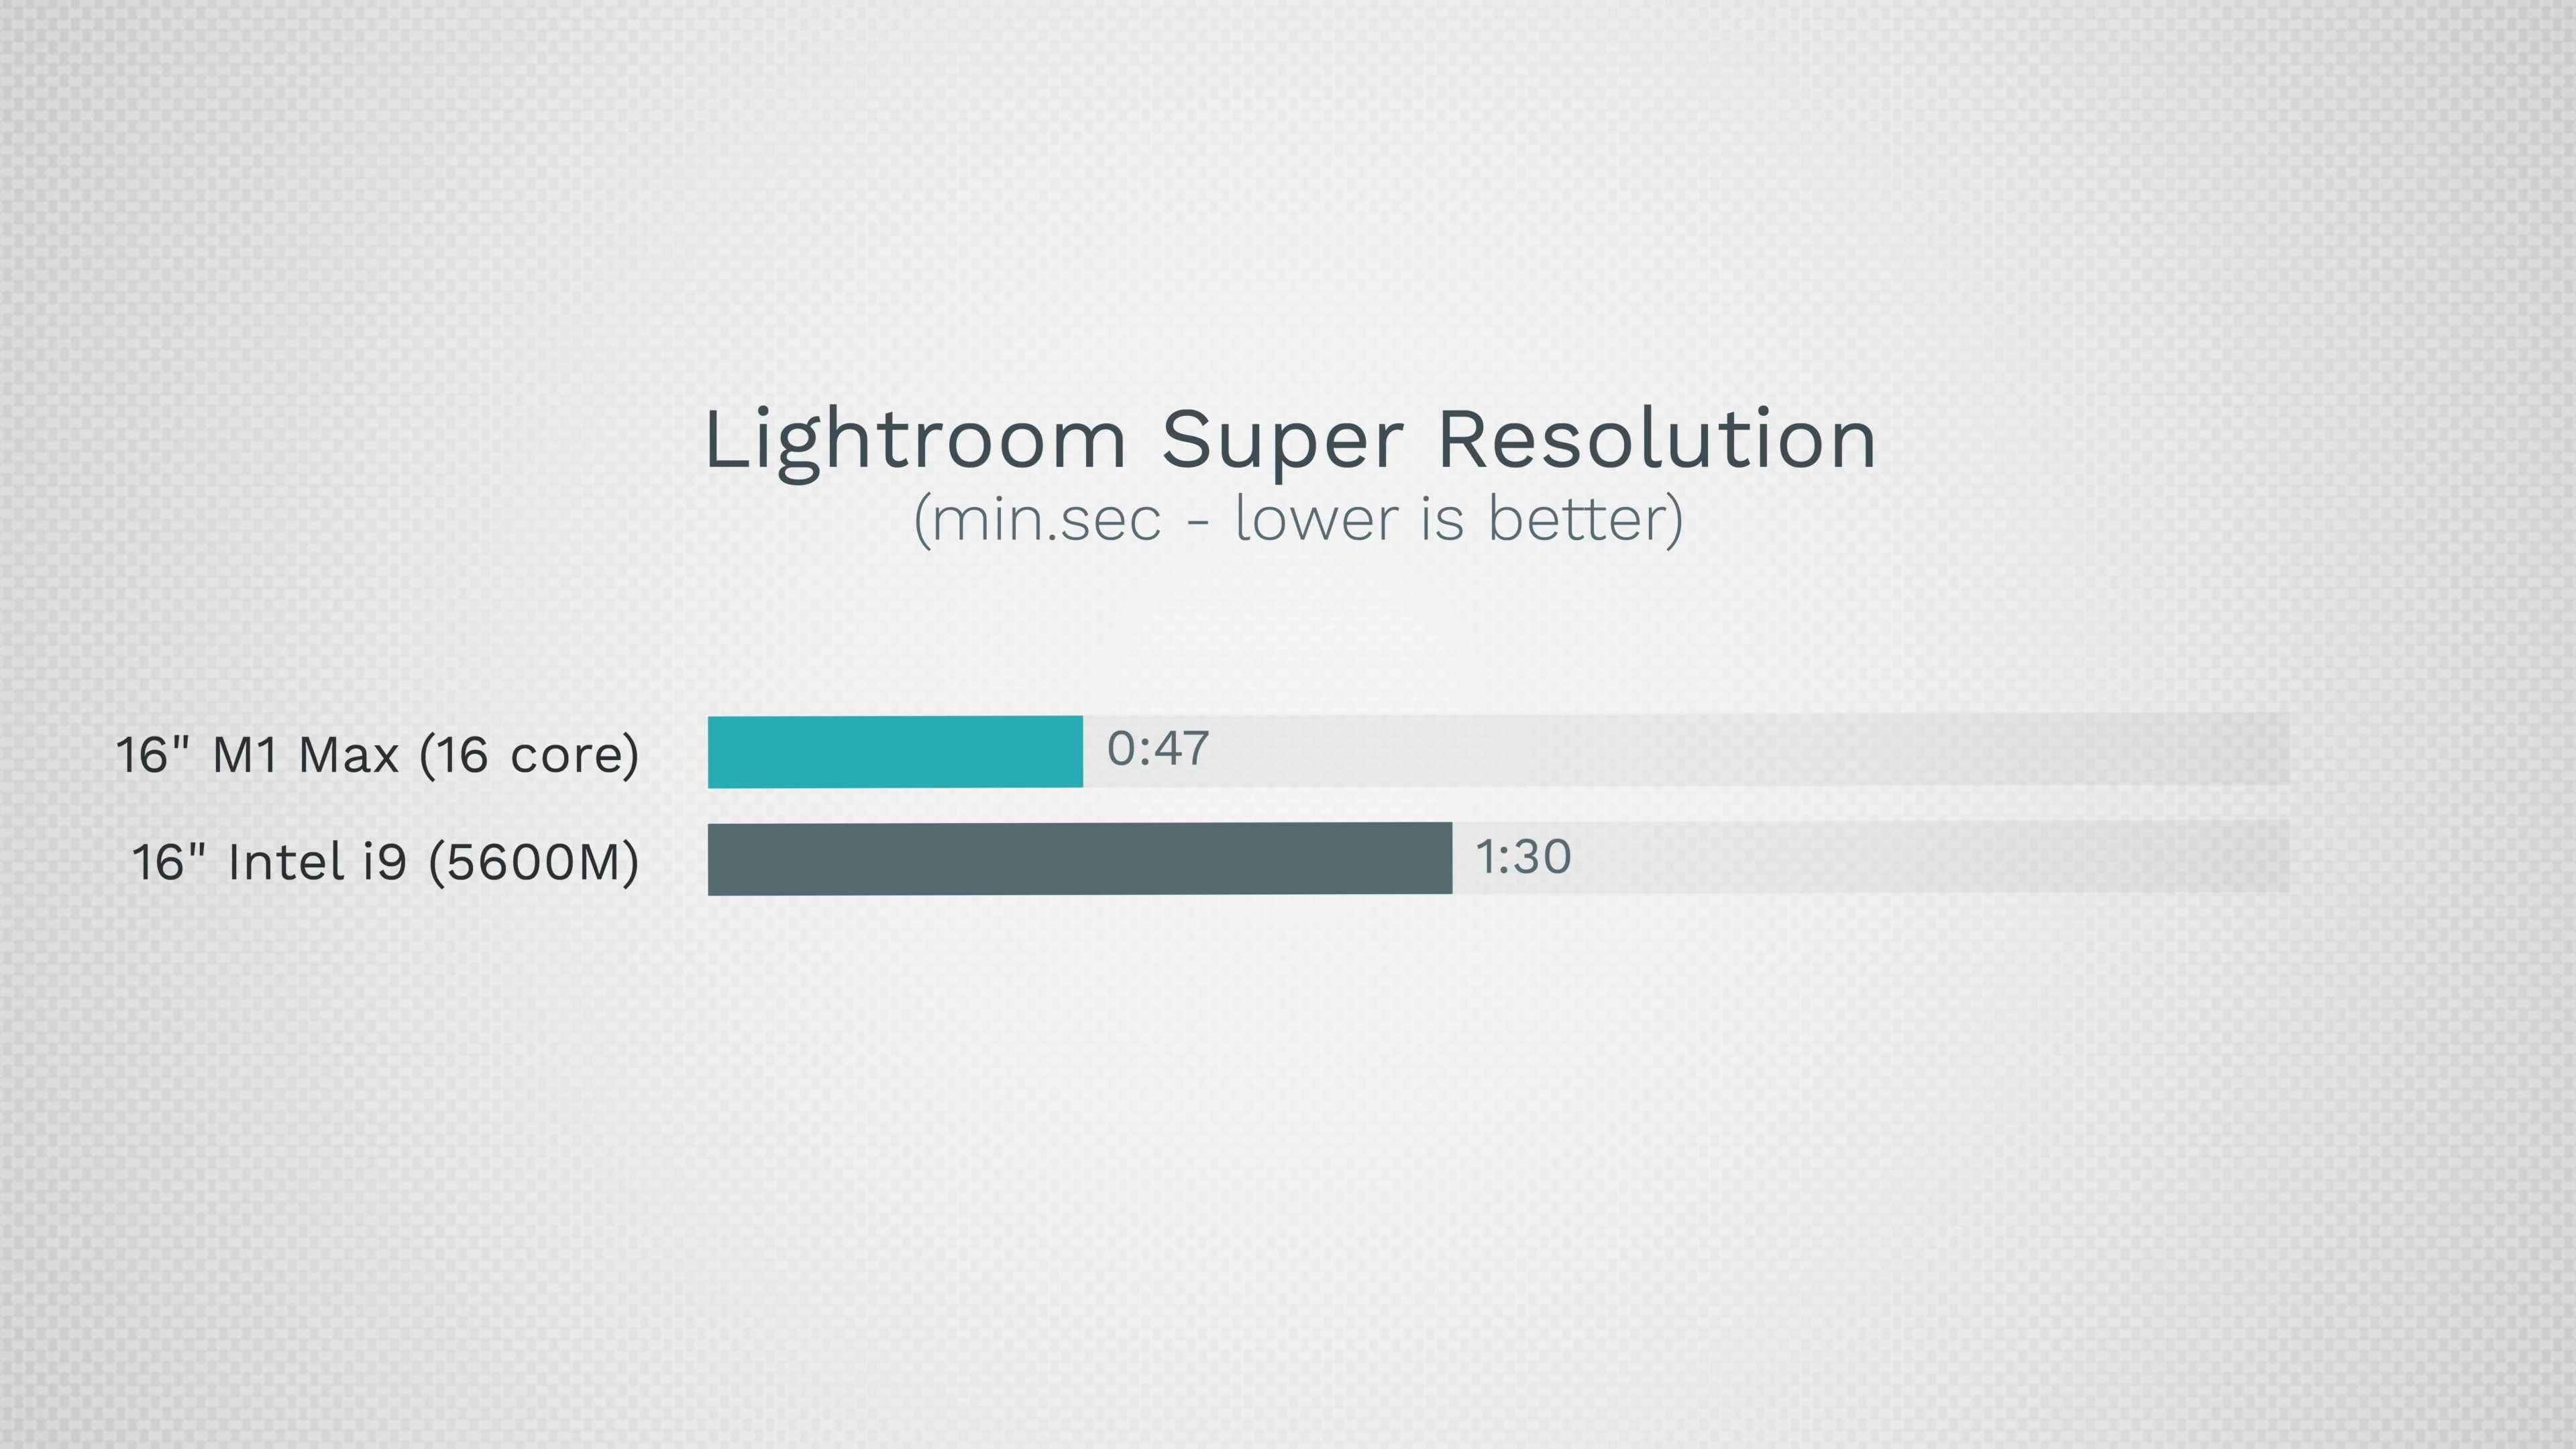 Lightroom Super Resolution
(min.sec - lower is better)
16" M1 Max (16 core) 0:47
16" Intel i9 (5600M) 1:30